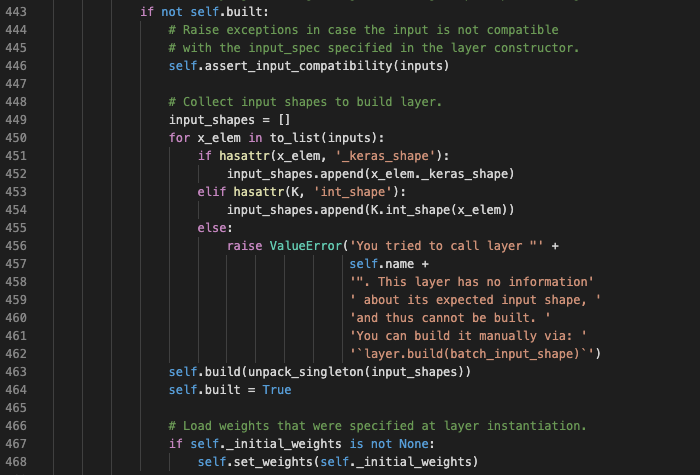 443 if not self.built:
444 # Raise exceptions in case the input is not compatible
445 # with the input_spec specified in the layer constructor.
446 self.assert_input_compatibility(inputs)
447
448 # Collect input shapes to build layer.
449 input_shapes = []
450 for x_elem in to_list(inputs):
451 if hasattr(x_elem, '_keras_shape'):
452 input_shapes.append(x_elem._keras_shape)
453 elif hasattr(K, 'int_shape'):
454 input_shapes.append(K.int_shape(x_elem))
455 else:
456 raise ValueError('You tried to call layer "' +
457 self.name +
458 '". This layer has no information'
459 ' about its expected input shape, '
460 'and thus cannot be built. '
461 'You can build it manually via: '
462 '`layer.build(batch_input_shape)`')
463 self.build(unpack_singleton(input_shapes))
464 self.built = True
465
466 # Load weights that were specified at layer instantiation.
467 if self._initial_weights is not None:
468 self.set_weights(self._initial_weights)